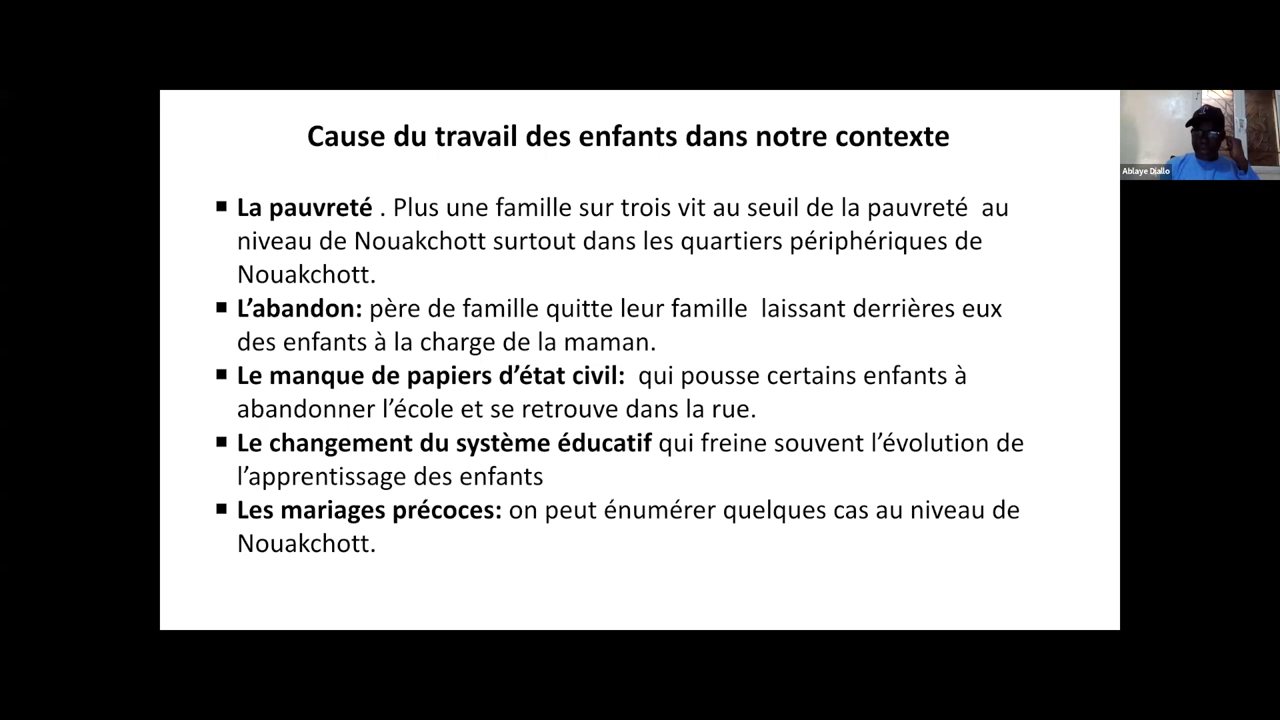 Cause du travail des enfants dans notre contexte
Ablaye Diallo
▪ La pauvreté . Plus une famille sur trois vit au seuil de la pauvreté  au
niveau de Nouakchott surtout dans les quartiers périphériques de
Nouakchott.
▪ L’abandon: père de famille quitte leur famille  laissant derrières eux
des enfants à la charge de la maman.
▪ Le manque de papiers d’état civil:  qui pousse certains enfants à
abandonner l’école et se retrouve dans la rue.
▪ Le changement du système éducatif qui freine souvent l’évolution de
l’apprentissage des enfants
▪ Les mariages précoces: on peut énumérer quelques cas au niveau de
Nouakchott.